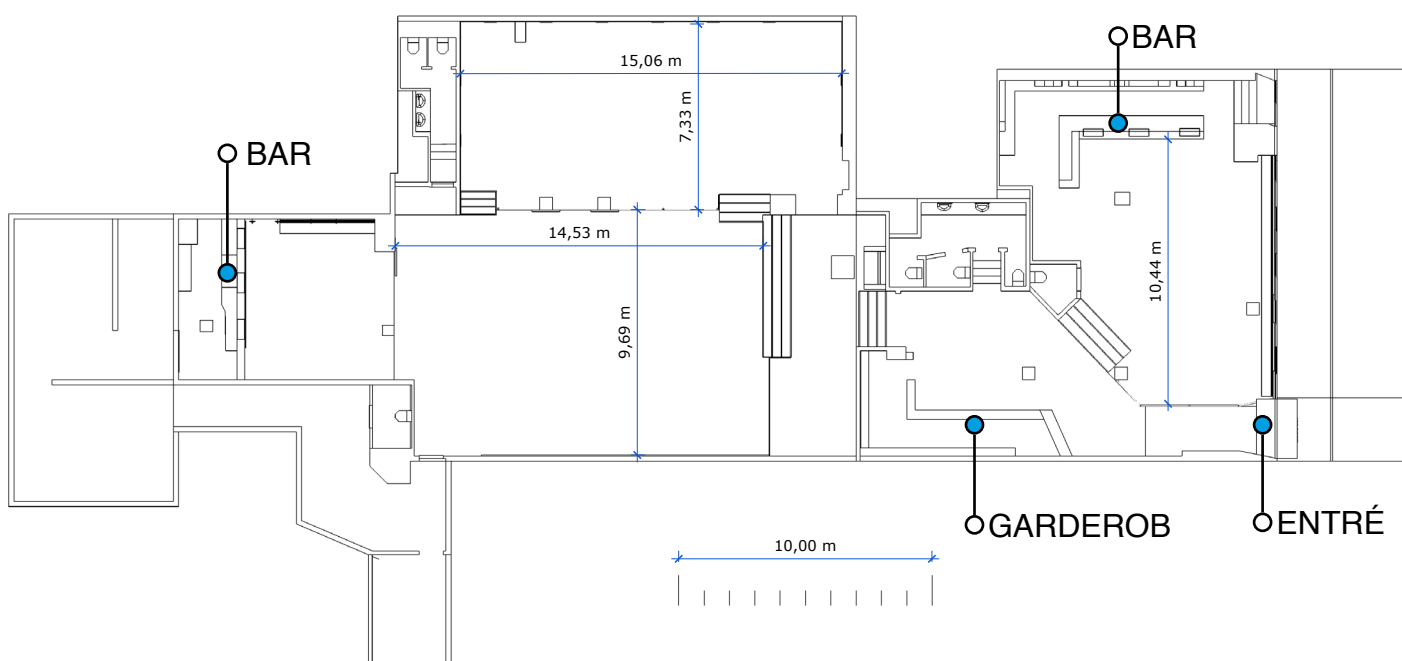 BAR
15,06 m
7,33 m
BAR
14,53 m
10,44 m
9,69 m
GARDEROB
ENTRÉ
10,00 m